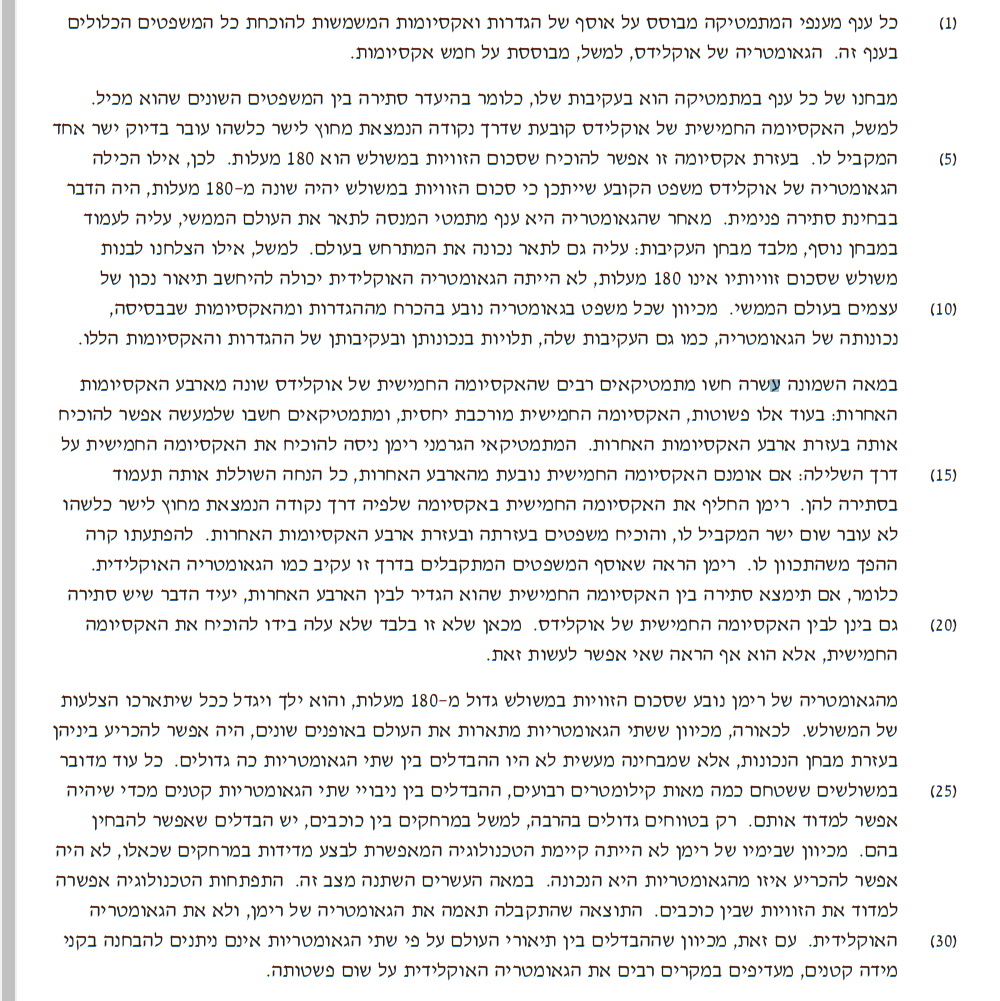 (1) כל ענף מענפי המתמטיקה מבוסס על אוסף של הגדרות ואקסיומות המשמשות להוכחת כל המשפטים הכלולים
בענף זה. הגאומטריה של אוקלידס, למשל, מבוססת על חמש אקסיומות.
מבחנו של כל ענף במתמטיקה הוא בעקיבות שלו, כלומר בהיעדר סתירה בין המשפטים השונים שהוא מכיל.
למשל, האקסיומה החמישית של אוקלידס קובעת שדרך נקודה הנמצאת מחוץ לישר כלשהו עובר בדיוק ישר אחד
(5) המקביל לו. בעזרת אקסיומה זו אפשר להוכיח שסכום הזוויות במשולש הוא 180 מעלות. לכן, אילו הכילה
הגאומטריה של אוקלידס משפט הקובע שייתכן כי סכום הזוויות במשולש יהיה שונה מ-180 מעלות, היה הדבר
בבחינת סתירה פנימית. מאחר שהגאומטריה היא ענף מתמטי המנסה לתאר את העולם הממשי, עליה לעמוד
במבחן נוסף, מלבד מבחן העקיבות: עליה גם לתאר נכונה את המתרחש בעולם. למשל, אילו הצלחנו לבנות
משולש שסכום זוויותיו אינו 180 מעלות, לא הייתה הגאומטריה האוקלידית יכולה להיחשב תיאור נכון של
(10) עצמים בעולם הממשי. מכיוון שכל משפט בגאומטריה נובע בהכרח מההגדרות ומהאקסיומות שבבסיסה,
נכונותה של הגאומטריה, כמו גם העקיבות שלה, תלויות בנכונותן ובעקיבותן של ההגדרות והאקסיומות הללו.
במאה השמונה עשרה חשו מתמטיקאים רבים שהאקסיומה החמישית של אוקלידס שונה מארבע האקסיומות
האחרות: בעוד אלו פשוטות, האקסיומה החמישית מורכבת יחסית, ומתמטיקאים חשבו שלמעשה אפשר להוכיח
אותה בעזרת ארבע האקסיומות האחרות. המתמטיקאי הגרמני רימן ניסה להוכיח את האקסיומה החמישית על
(15) דרך השלילה: אם אומנם האקסיומה החמישית נובעת מהארבע האחרות, כל הנחה השוללת אותה תעמוד
בסתירה להן. רימן החליף את האקסיומה החמישית באקסיומה שלפיה דרך נקודה הנמצאת מחוץ לישר כלשהו
לא עובר שום ישר המקביל לו, והוכיח משפטים בעזרתה ובעזרת ארבע האקסיומות האחרות. להפתעתו קרה
ההפך משהתכוון לו. רימן הראה שאוסף המשפטים המתקבלים בדרך זו עקיב כמו הגאומטריה האוקלידית.
כלומר, אם תימצא סתירה בין האקסיומה החמישית שהוא הגדיר לבין הארבע האחרות, יעיד הדבר שיש סתירה
(20) גם בינן לבין האקסיומה החמישית של אוקלידס. מכאן שלא זו בלבד שלא עלה בידו להוכיח את האקסיומה
החמישית, אלא הוא אף הראה שאי אפשר לעשות זאת.
מהגאומטריה של רימן נובע שסכום הזוויות במשולש גדול מ-180 מעלות, והוא ילך ויגדל ככל שיתארכו הצלעות
של המשולש. לכאורה, מכיוון ששתי הגאומטריות מתארות את העולם באופנים שונים, היה אפשר להכריע ביניהן
בעזרת מבחן הנכונות, אלא שמבחינה מעשית לא היו ההבדלים בין שתי הגאומטריות כה גדולים. כל עוד מדובר
(25) במשולשים ששטחם כמה מאות קילומטרים רבועים, ההבדלים בין ניבויי שתי הגאומטריות קטנים מכדי שיהיה
אפשר למדוד אותם. רק בטווחים גדולים בהרבה, למשל במרחקים בין כוכבים, יש הבדלים שאפשר להבחין
בהם. מכיוון שבימיו של רימן לא הייתה קיימת הטכנולוגיה המאפשרת לבצע מדידות במרחקים שכאלו, לא היה
אפשר להכריע איזו מהגאומטריות היא הנכונה. במאה העשרים השתנה מצב זה. התפתחות הטכנולוגיה אפשרה
למדוד את הזוויות שבין כוכבים. התוצאה שהתקבלה תאמה את הגאומטריה של רימן, ולא את הגאומטריה
(30) האוקלידית. עם זאת, מכיוון שההבדלים בין תיאורי העולם על פי שתי הגאומטריות אינם ניתנים להבחנה בקני
מידה קטנים, מעדיפים במקרים רבים את הגאומטריה האוקלידית על שום פשטותה.